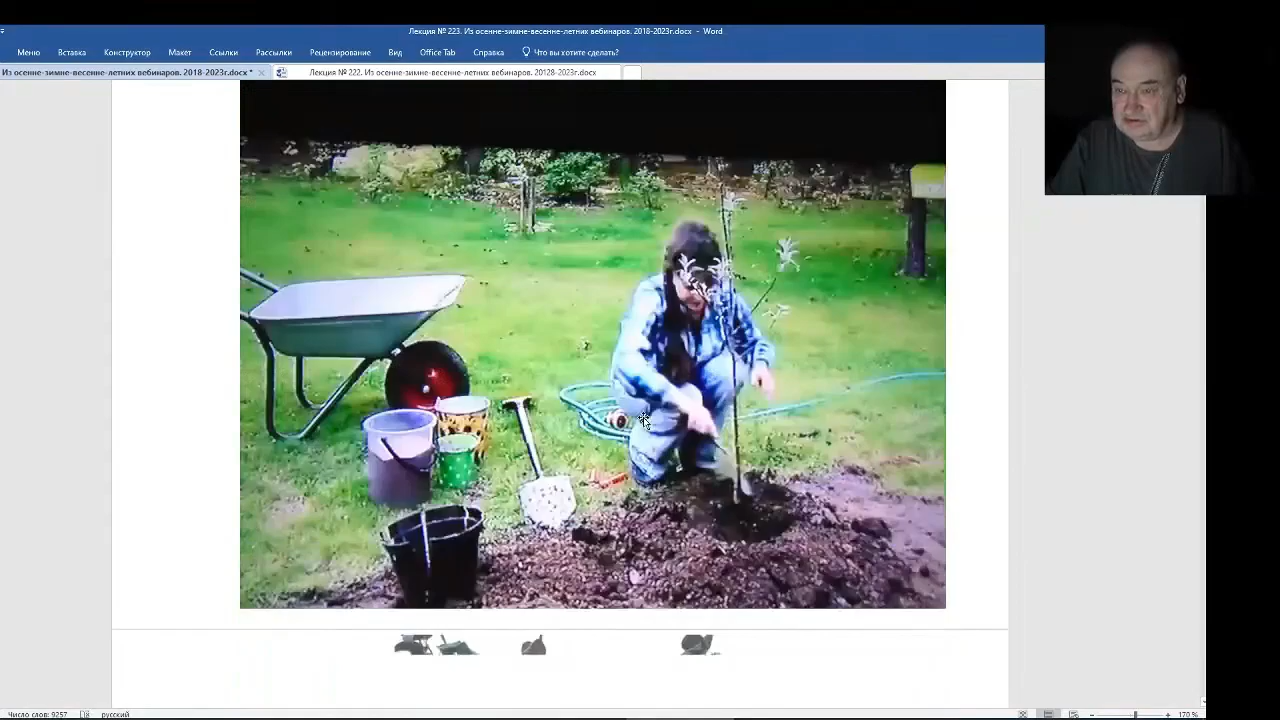 Лекция № 223. Из осенне-зимне-весенне-летних вебинаров. 2018-2023г.docx - Word
Меню Вставка Конструктор Макет Ссылки Рассылки Рецензирование Вид Office Tab Справка Что вы хотите сделать?
Из осенне-зимне-весенне-летних вебинаров. 2018-2023г.docx * Лекция № 222. Из осенне-зимне-весенне-летних вебинаров. 20128-2023г.docx
Число слов: 9257 русский 170 %